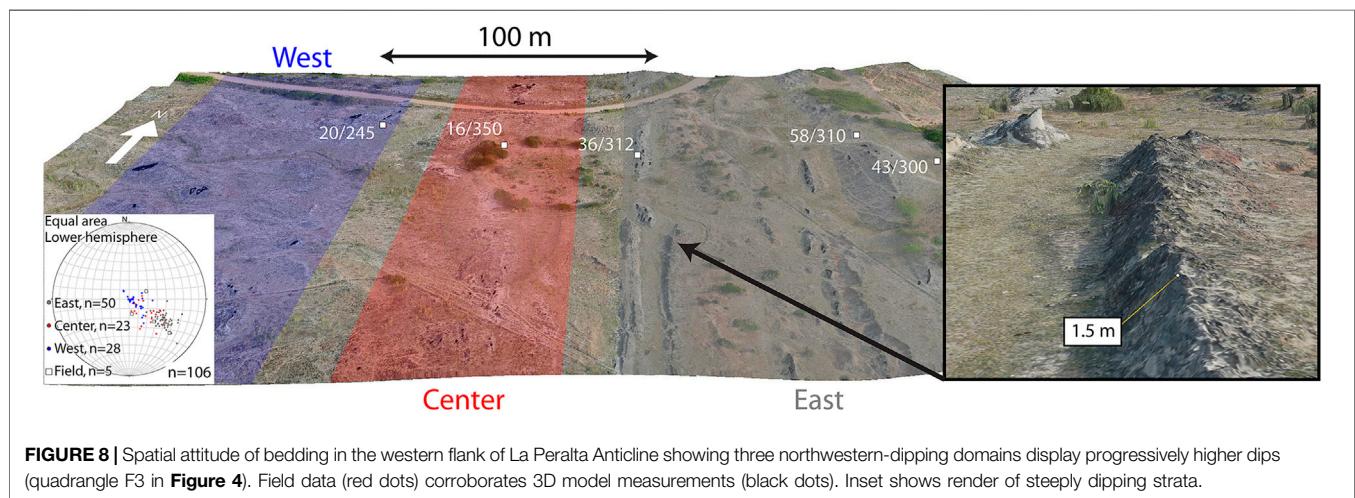 100 m
West
N
20/245
16/350
36/312
58/310
43/300
Equal area
Lower hemisphere
N
East, n=50
Center, n=23
West, n=28
Field, n=5
n=106
1.5 m
Center
East
FIGURE 8 | Spatial attitude of bedding in the western flank of La Peralta Anticline showing three northwestern-dipping domains display progressively higher dips
(quadrangle F3 in Figure 4). Field data (red dots) corroborates 3D model measurements (black dots). Inset shows render of steeply dipping strata.